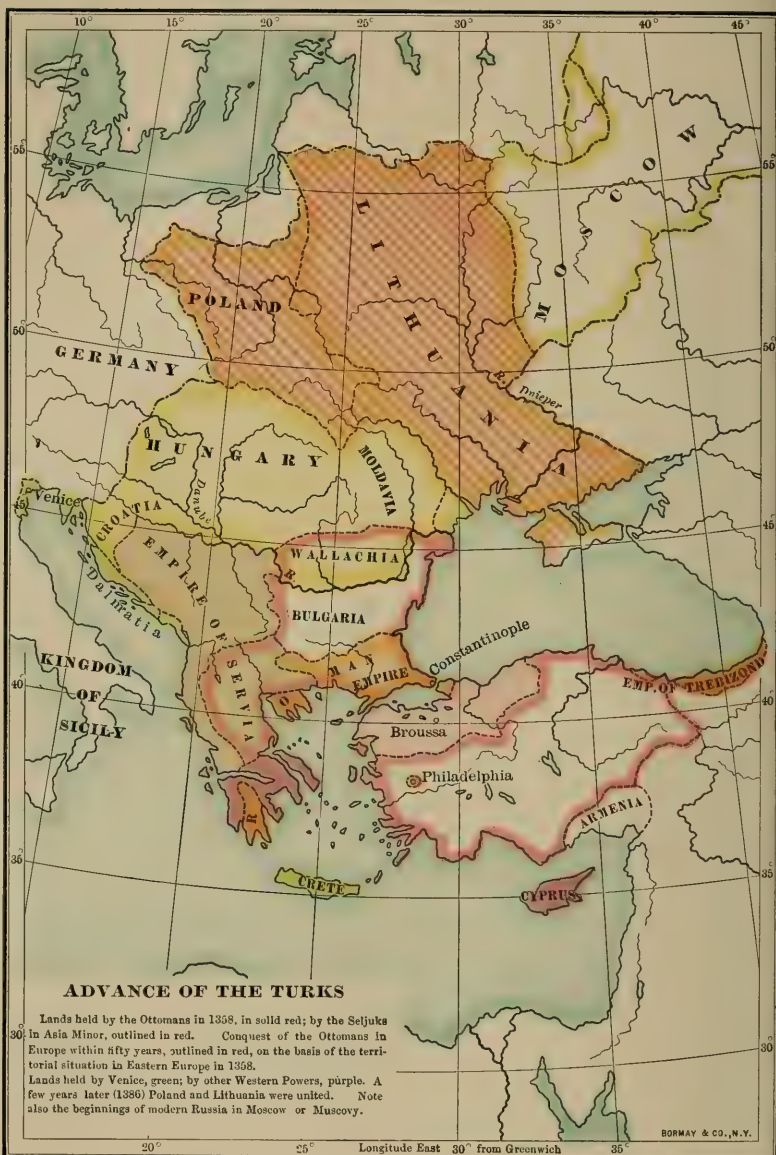 10° 15° 20° 25° 30° 35° 40° 45°
55
MOSCOW
LITHUANIA
POLAND
50
50°
GERMANY
R. Dnieper
HUNGARY
Danube
MOLDAVIA
45
45°
Venice
CROATIA
WALLACHIA
R.
EMPIRE OF SERVIA
Dalmatia
BULGARIA
Constantinople
ROMAN EMPIRE
KINGDOM
OF
SICILY
40
40°
EMP. OF TREBIZOND
Broussa
Philadelphia
ARMENIA
35
35°
CRETE
CYPRUS
ADVANCE OF THE TURKS
Lands held by the Ottomans in 1358, in solid red; by the Seljuks
in Asia Minor, outlined in red. Conquest of the Ottomans in
Europe within fifty years, outlined in red, on the basis of the terri-
torial situation in Eastern Europe in 1358.
Lands held by Venice, green; by other Western Powers, purple. A
few years later (1386) Poland and Lithuania were united. Note
also the beginnings of modern Russia in Moscow or Muscovy.
30°
30°
BORMAY & CO., N.Y.
20° 25° Longitude East 30° from Greenwich 35°